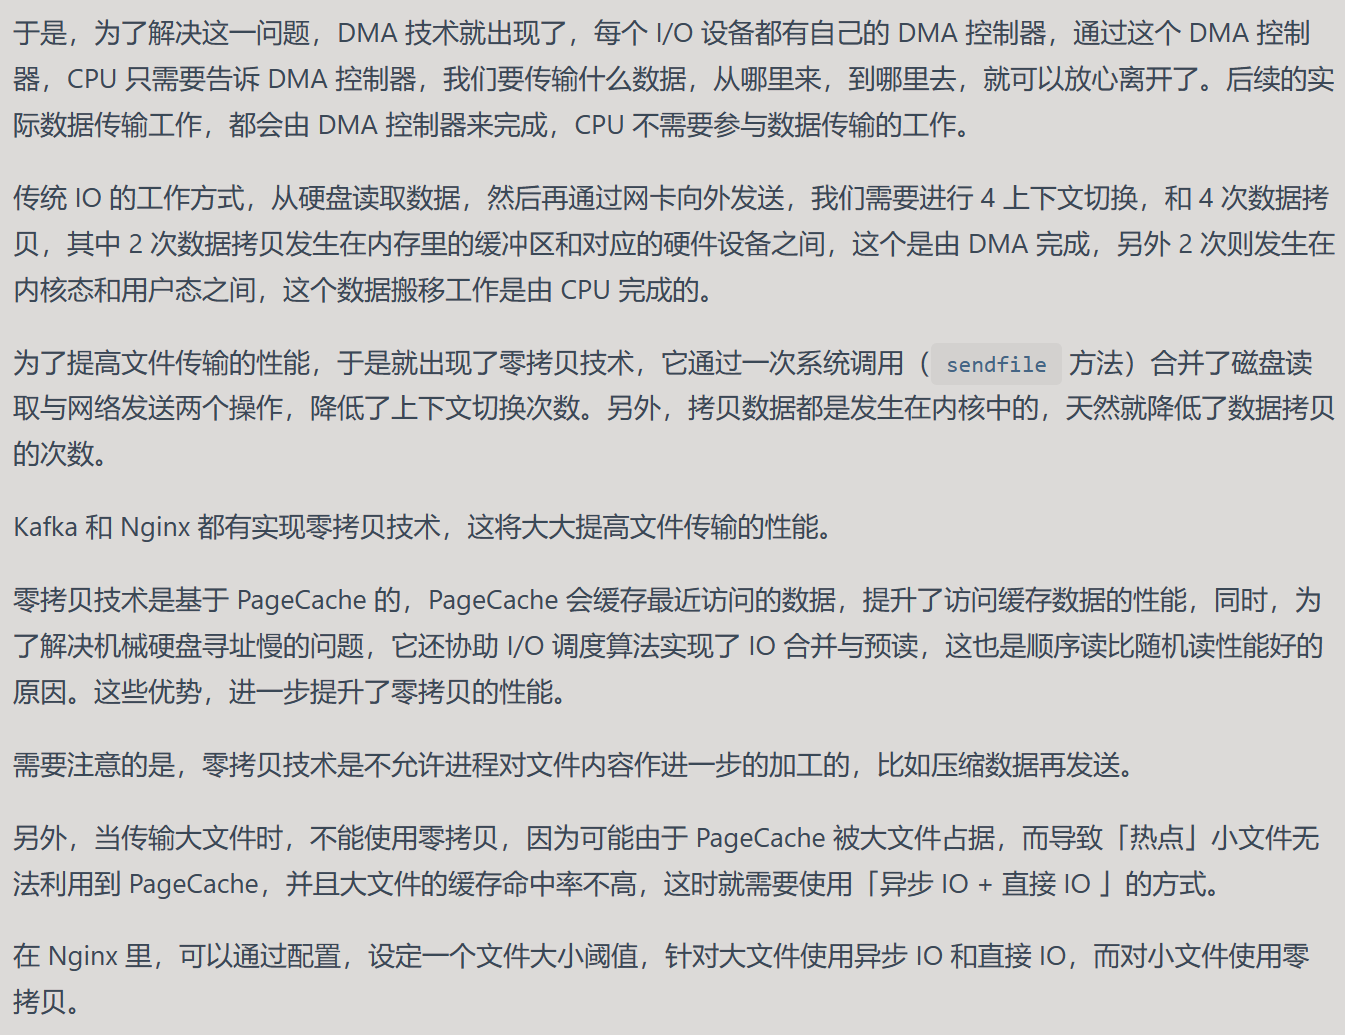 于是，为了解决这一问题，DMA 技术就出现了，每个 I/O 设备都有自己的 DMA 控制器，通过这个 DMA 控制
器，CPU 只需要告诉 DMA 控制器，我们要传输什么数据，从哪里来，到哪里去，就可以放心离开了。后续的实
际数据传输工作，都会由 DMA 控制器来完成，CPU 不需要参与数据传输的工作。
传统 IO 的工作方式，从硬盘读取数据，然后再通过网卡向外发送，我们需要进行 4 上下文切换，和 4 次数据拷
贝，其中 2 次数据拷贝发生在内存里的缓冲区和对应的硬件设备之间，这个是由 DMA 完成，另外 2 次则发生在
内核态和用户态之间，这个数据搬移工作是由 CPU 完成的。
为了提高文件传输的性能，于是就出现了零拷贝技术，它通过一次系统调用（sendfile 方法）合并了磁盘读
取与网络发送两个操作，降低了上下文切换次数。另外，拷贝数据都是发生在内核中的，天然就降低了数据拷贝
的次数。
Kafka 和 Nginx 都有实现零拷贝技术，这将大大提高文件传输的性能。
零拷贝技术是基于 PageCache 的，PageCache 会缓存最近访问的数据，提升了访问缓存数据的性能，同时，为
了解决机械硬盘寻址慢的问题，它还协助 I/O 调度算法实现了 IO 合并与预读，这也是顺序读比随机读性能好的
原因。这些优势，进一步提升了零拷贝的性能。
需要注意的是，零拷贝技术是不允许进程对文件内容作进一步的加工的，比如压缩数据再发送。
另外，当传输大文件时，不能使用零拷贝，因为可能由于 PageCache 被大文件占据，而导致「热点」小文件无
法利用到 PageCache，并且大文件的缓存命中率不高，这时就需要使用「异步 IO + 直接 IO 」的方式。
在 Nginx 里，可以通过配置，设定一个文件大小阈值，针对大文件使用异步 IO 和直接 IO，而对小文件使用零
拷贝。